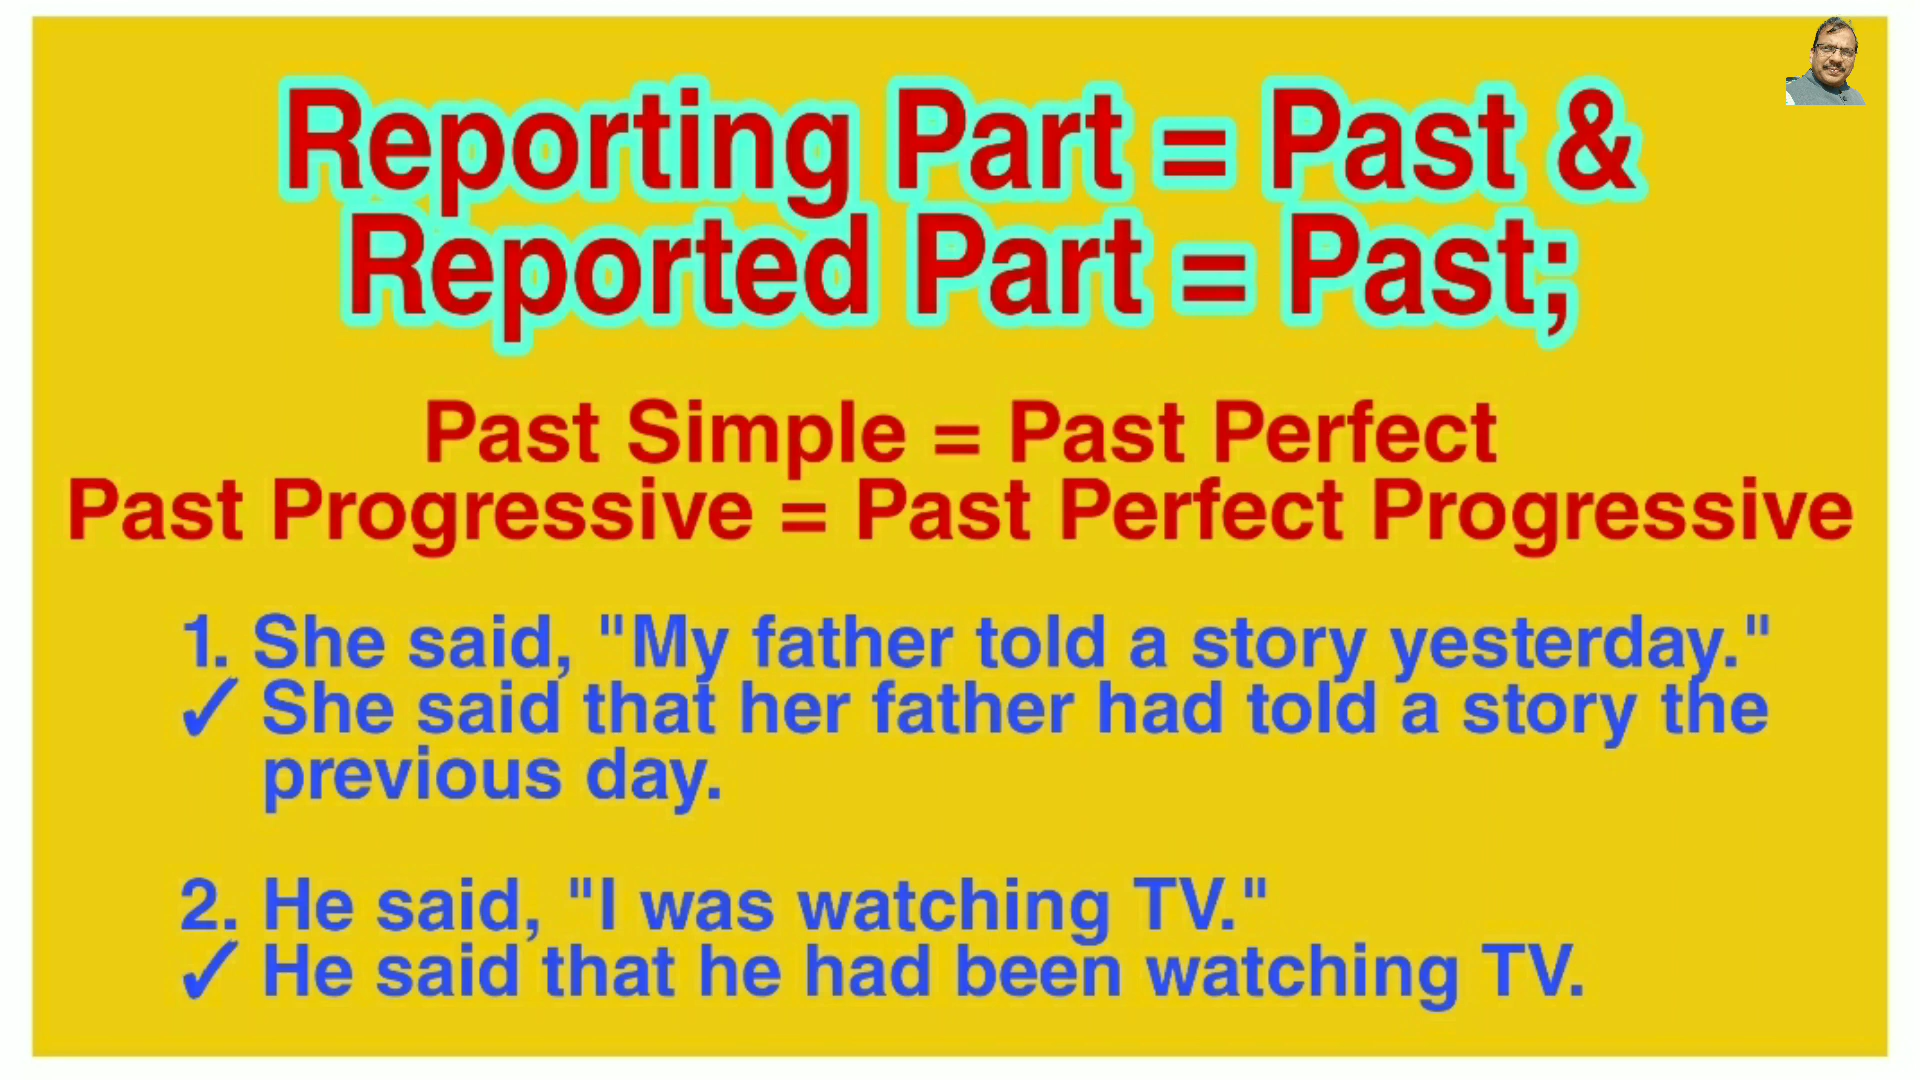 Reporting Part = Past &
Reported Part = Past;
Past Simple = Past Perfect
Past Progressive = Past Perfect Progressive
1. She said, "My father told a story yesterday."
✓ She said that her father had told a story the
previous day.
2. He said, "I was watching TV."
✓ He said that he had been watching TV.